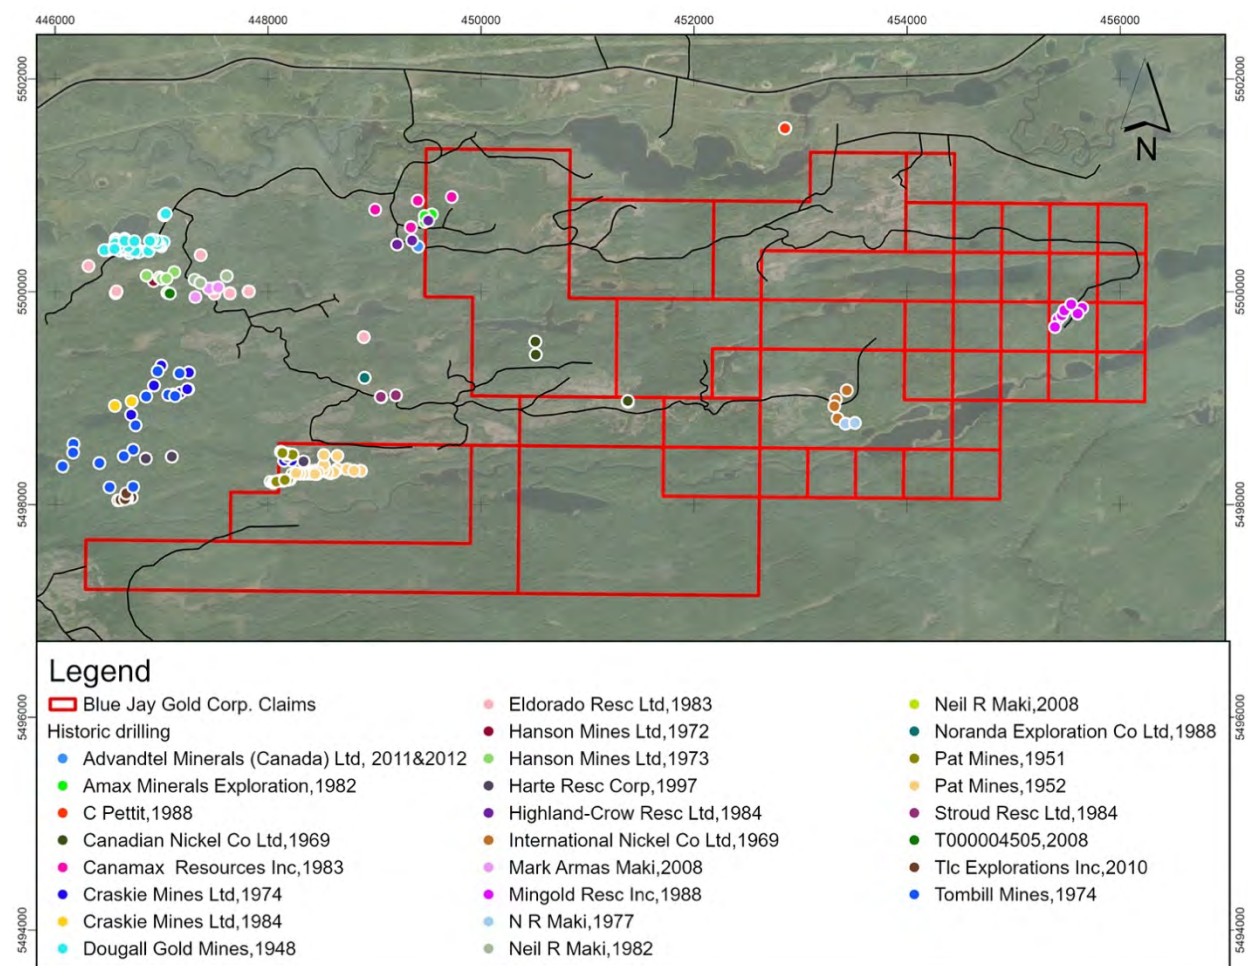 446000 448000 450000 452000 454000 456000
5502000 5502000
N
5500000 5500000
5498000 5498000
Legend
5496000 5496000
Blue Jay Gold Corp. Claims
Historic drilling
Advandtel Minerals (Canada) Ltd, 2011&2012
Amax Minerals Exploration,1982
C Pettit,1988
Canadian Nickel Co Ltd,1969
Canamax  Resources Inc,1983
Craskie Mines Ltd,1974
Craskie Mines Ltd,1984
Dougall Gold Mines,1948
Eldorado Resc Ltd,1983
Hanson Mines Ltd,1972
Hanson Mines Ltd,1973
Harte Resc Corp,1997
Highland-Crow Resc Ltd,1984
International Nickel Co Ltd,1969
Mark Armas Maki,2008
Mingold Resc Inc,1988
N R Maki,1977
Neil R Maki,1982
Neil R Maki,2008
Noranda Exploration Co Ltd,1988
Pat Mines,1951
Pat Mines,1952
Stroud Resc Ltd,1984
T000004505,2008
Tlc Explorations Inc,2010
Tombill Mines,1974
5494000 5494000